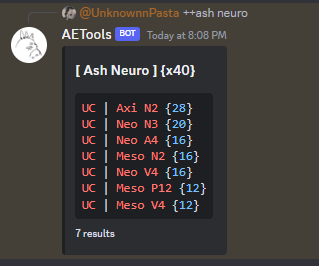 @UnknownnPasta ++ash neuro
AETools BOT Today at 8:08 PM
[ Ash Neuro ] {x40}
UC | Axi N2 {28}
UC | Neo N3 {20}
UC | Neo A4 {16}
UC | Meso N2 {16}
UC | Neo V4 {16}
UC | Meso P12 {12}
UC | Meso V4 {12}
7 results